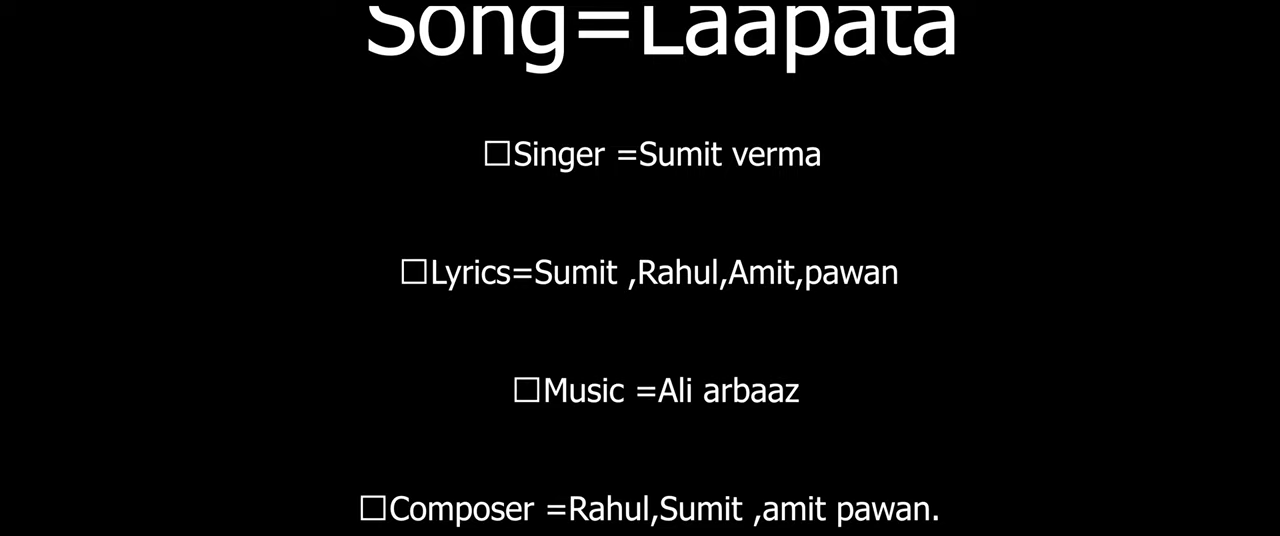 Song=Laapata
□Singer =Sumit verma
□Lyrics=Sumit ,Rahul,Amit,pawan
□Music =Ali arbaaz
□Composer =Rahul,Sumit ,amit pawan.